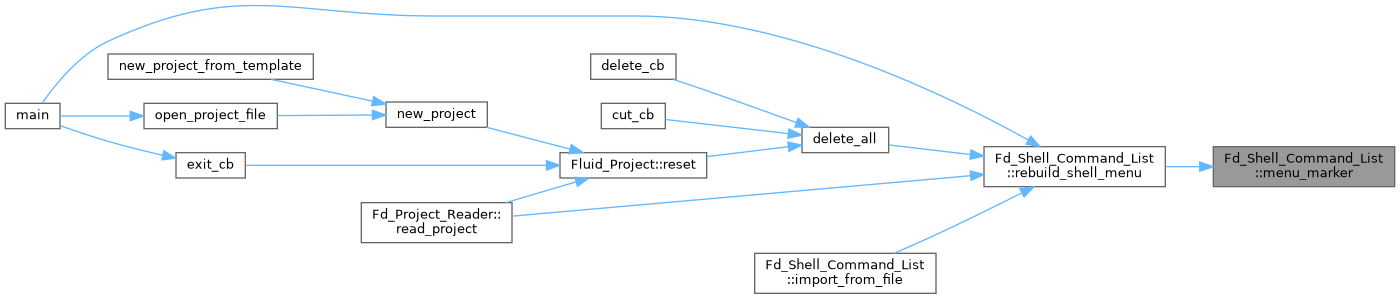 main
new_project_from_template
open_project_file
exit_cb
new_project
Fd_Project_Reader::
read_project
Fluid_Project::reset
delete_cb
cut_cb
delete_all
Fd_Shell_Command_List
::import_from_file
Fd_Shell_Command_List
::rebuild_shell_menu
Fd_Shell_Command_List
::menu_marker